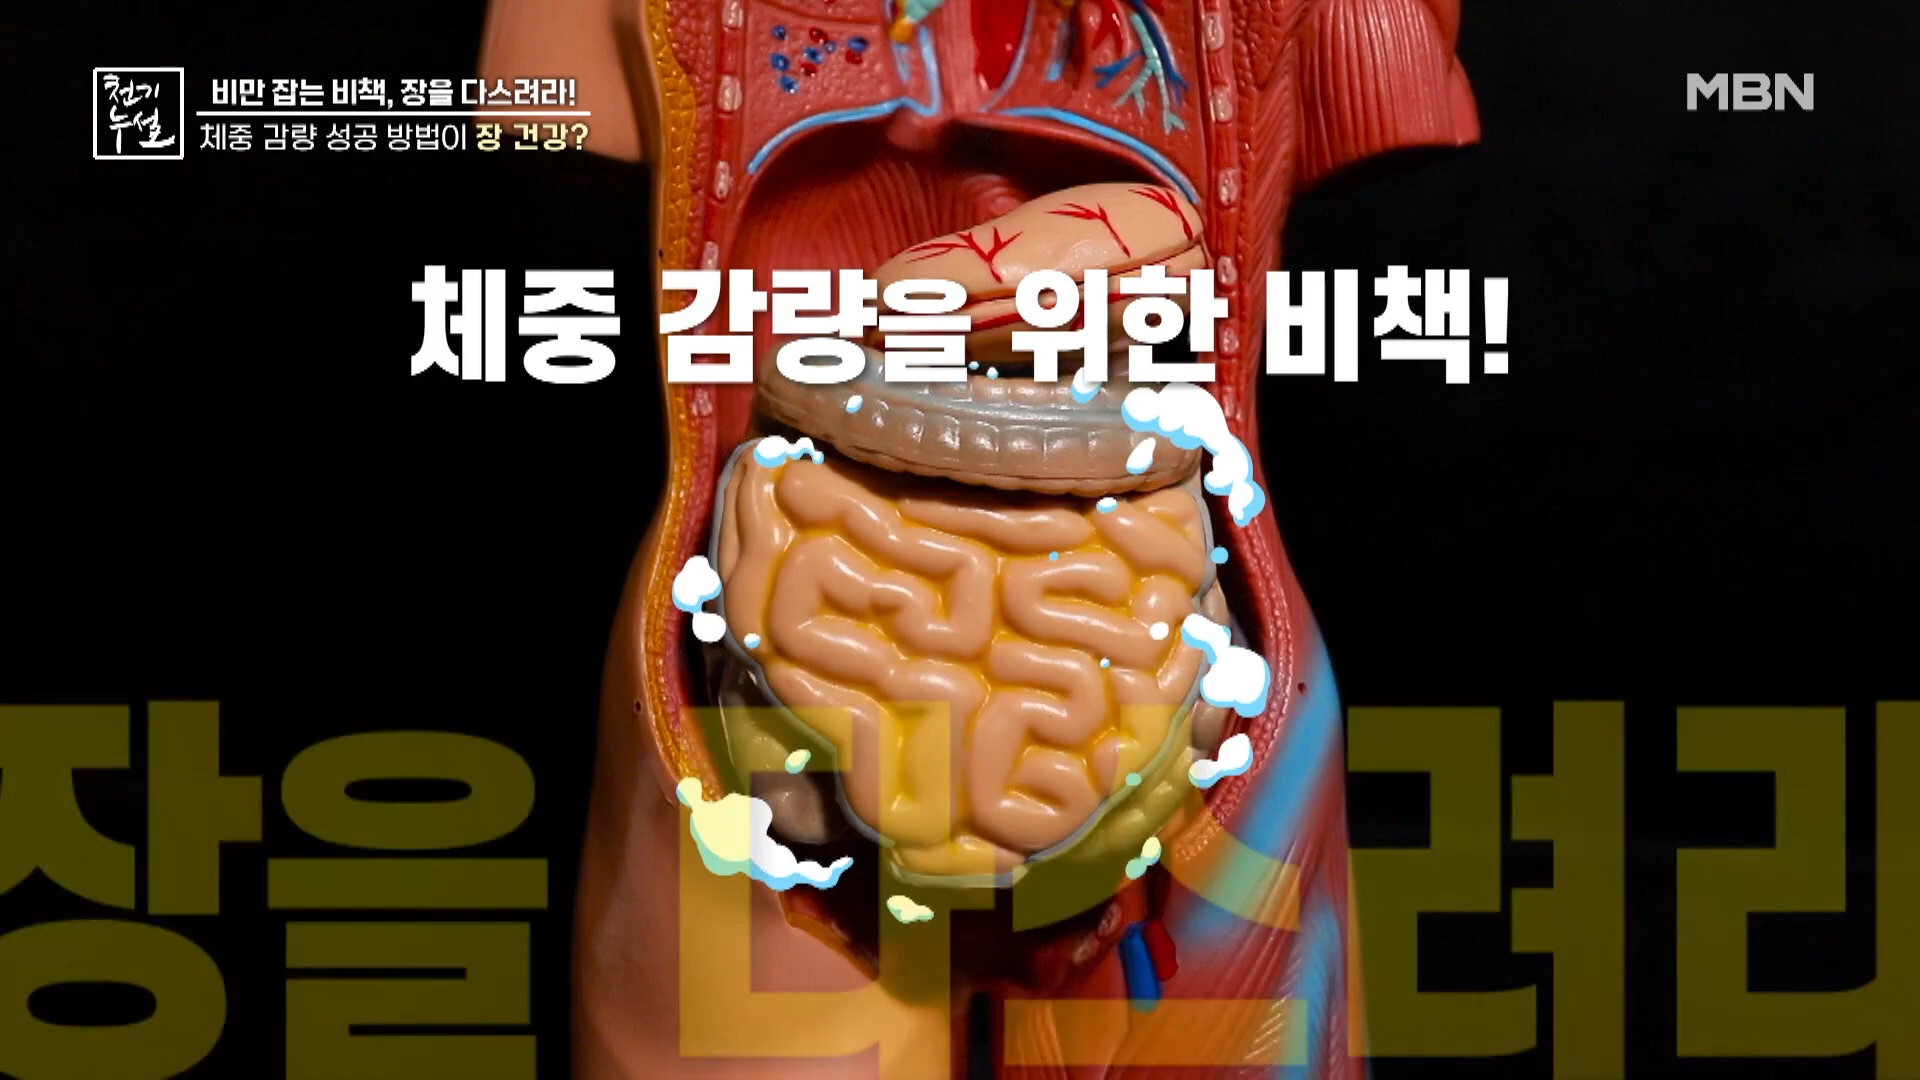 천기
누설
비만 잡는 비책, 장을 다스려라!
체중 감량 성공 방법이 장 건강?
MBN
체중 감량을 위한 비책!
장을 다스려라